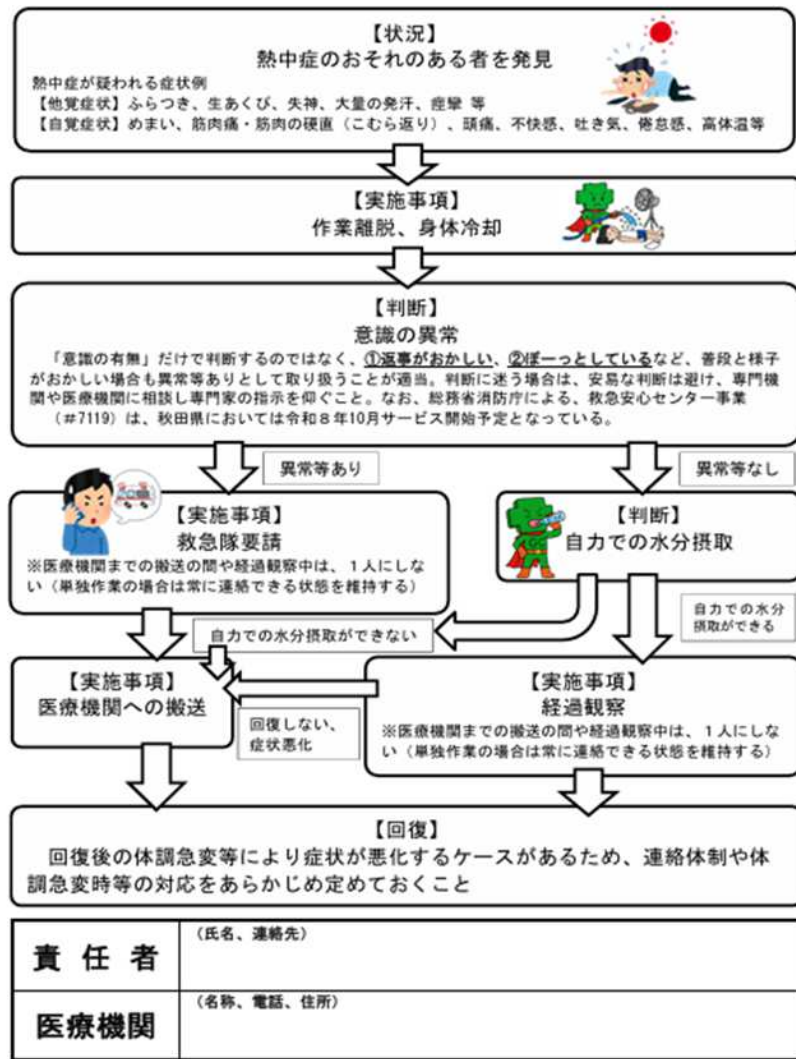 【状況】
熱中症のおそれのある者を発見
熱中症が疑われる症状例
【他覚症状】ふらつき、生あくび、失神、大量の発汗、痙攣 等
【自覚症状】めまい、筋肉痛・筋肉の硬直（こむら返り）、頭痛、不快感、吐き気、倦怠感、高体温等
【実施事項】
作業離脱、身体冷却
【判断】
意識の異常
「意識の有無」だけで判断するのではなく、①返事がおかしい、②ぼーっとしているなど、普段と様子
がおかしい場合も異常等ありとして取り扱うことが適当。判断に迷う場合は、安易な判断は避け、専門機
関や医療機関に相談し専門家の指示を仰ぐこと。なお、総務省消防庁による、救急安心センター事業
（＃7119）は、秋田県においては令和８年10月サービス開始予定となっている。
異常等あり
異常等なし
【実施事項】
救急隊要請
※医療機関までの搬送の間や経過観察中は、１人にしな
い（単独作業の場合は常に連絡できる状態を維持する）
【判断】
自力での水分摂取
自力での水分摂取ができない
自力での水分
摂取ができる
【実施事項】
医療機関への搬送
回復しない、
症状悪化
【実施事項】
経過観察
※医療機関までの搬送の間や経過観察中は、１人にしな
い（単独作業の場合は常に連絡できる状態を維持する）
【回復】
回復後の体調急変等により症状が悪化するケースがあるため、連絡体制や体
調急変時等の対応をあらかじめ定めておくこと
責任者
（氏名、連絡先）
医療機関
（名称、電話、住所）